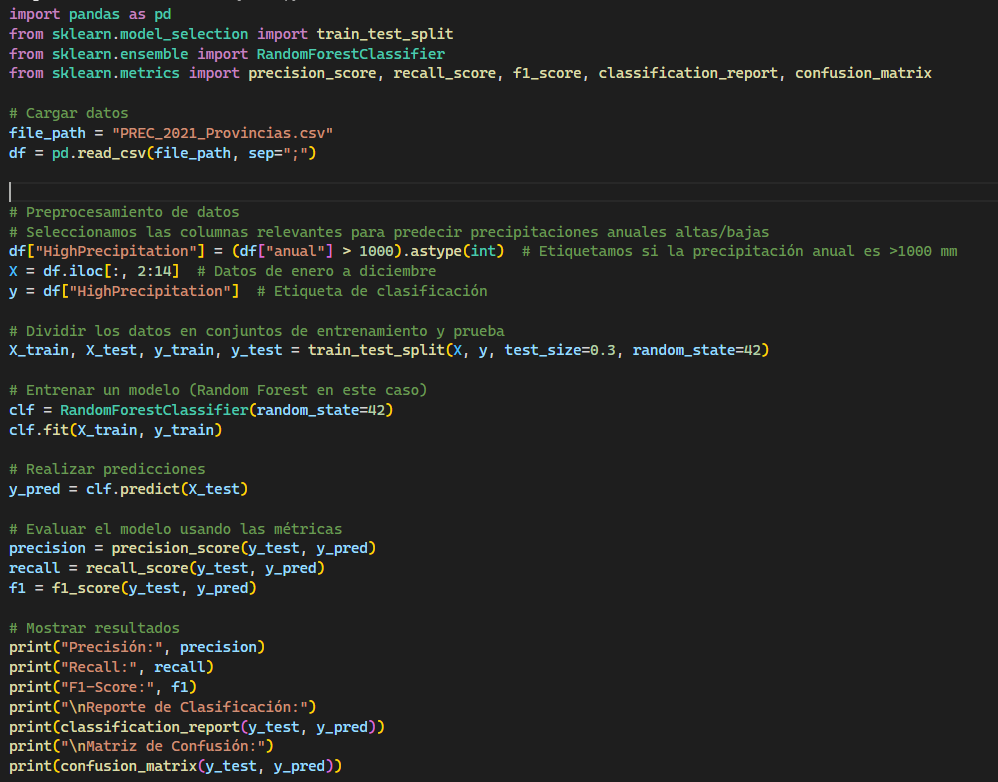 import pandas as pd
from sklearn.model_selection import train_test_split
from sklearn.ensemble import RandomForestClassifier
from sklearn.metrics import precision_score, recall_score, f1_score, classification_report, confusion_matrix
# Cargar datos
file_path = "PREC_2021_Provincias.csv"
df = pd.read_csv(file_path, sep=";")
# Preprocesamiento de datos
# Seleccionamos las columnas relevantes para predecir precipitaciones anuales altas/bajas
df["HighPrecipitation"] = (df["anual"] > 1000).astype(int)  # Etiquetamos si la precipitación anual es >1000 mm
X = df.iloc[:, 2:14]  # Datos de enero a diciembre
y = df["HighPrecipitation"]  # Etiqueta de clasificación
# Dividir los datos en conjuntos de entrenamiento y prueba
X_train, X_test, y_train, y_test = train_test_split(X, y, test_size=0.3, random_state=42)
# Entrenar un modelo (Random Forest en este caso)
clf = RandomForestClassifier(random_state=42)
clf.fit(X_train, y_train)
# Realizar predicciones
y_pred = clf.predict(X_test)
# Evaluar el modelo usando las métricas
precision = precision_score(y_test, y_pred)
recall = recall_score(y_test, y_pred)
f1 = f1_score(y_test, y_pred)
# Mostrar resultados
print("Precisión:", precision)
print("Recall:", recall)
print("F1-Score:", f1)
print("\nReporte de Clasificación:")
print(classification_report(y_test, y_pred))
print("\nMatriz de Confusión:")
print(confusion_matrix(y_test, y_pred))